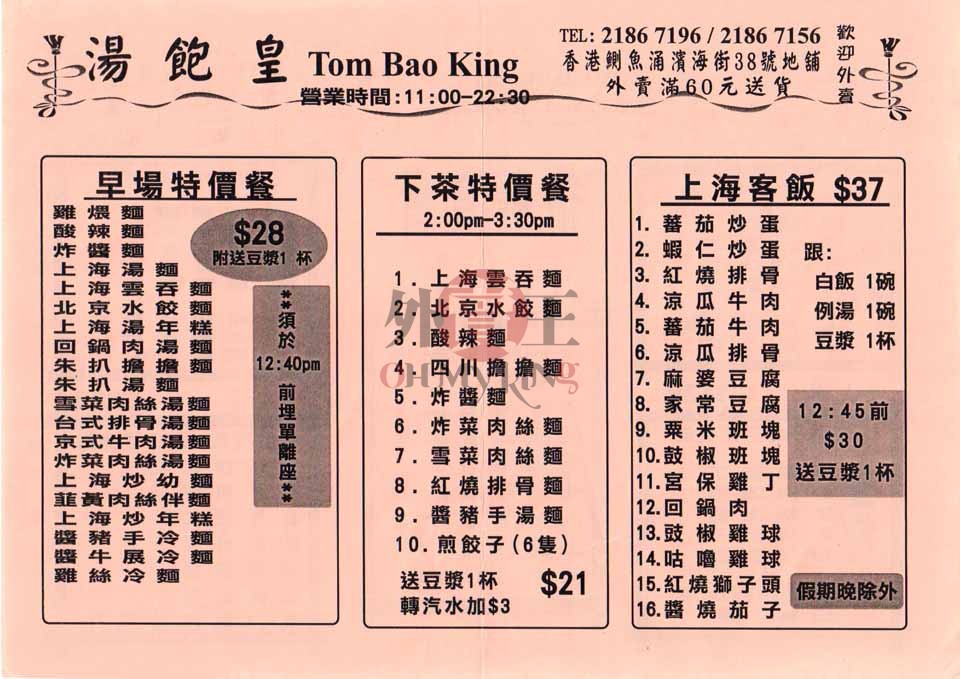 湯飽皇 Tom Bao King
營業時間:11:00-22:30
TEL: 2186 7196 / 2186 7156
香港鰂魚涌濱海街38號地舖
外賣滿60元送貨
歡迎外賣
早場特價餐
$28
附送豆漿1 杯
雞煨麵
酸辣麵
炸醬麵
上海湯麵
上海雲吞麵
北京水餃麵
上海湯年糕
回鍋肉湯麵
朱扒擔擔麵
朱扒湯麵
雪菜肉絲湯麵
台式排骨湯麵
京式牛肉湯麵
炸菜肉絲湯麵
上海炒幼麵
韮黃肉絲伴麵
上海炒年糕
醬豬手冷麵
醬牛展冷麵
雞絲冷麵
**須於
12:40pm
前埋單離座**
下茶特價餐
2:00pm-3:30pm
1.上海雲吞麵
2.北京水餃麵
3.酸辣麵
4.四川擔擔麵
5.炸醬麵
6.炸菜肉絲麵
7.雪菜肉絲麵
8.紅燒排骨麵
9.醬豬手湯麵
10.煎餃子(6隻)
送豆漿1杯
轉汽水加$3
$21
外賣王
OH MY KING
上海客飯 $37
1.蕃茄炒蛋
2.蝦仁炒蛋
3.紅燒排骨
4.涼瓜牛肉
5.蕃茄牛肉
6.涼瓜排骨
7.麻婆豆腐
8.家常豆腐
9.粟米班塊
10.鼓椒班塊
11.宮保雞丁
12.回鍋肉
13.豉椒雞球
14.咕嚕雞球
15.紅燒獅子頭
16.醬燒茄子
跟:
白飯1碗
例湯1碗
豆漿1杯
12:45前
$30
送豆漿1杯
假期晚除外